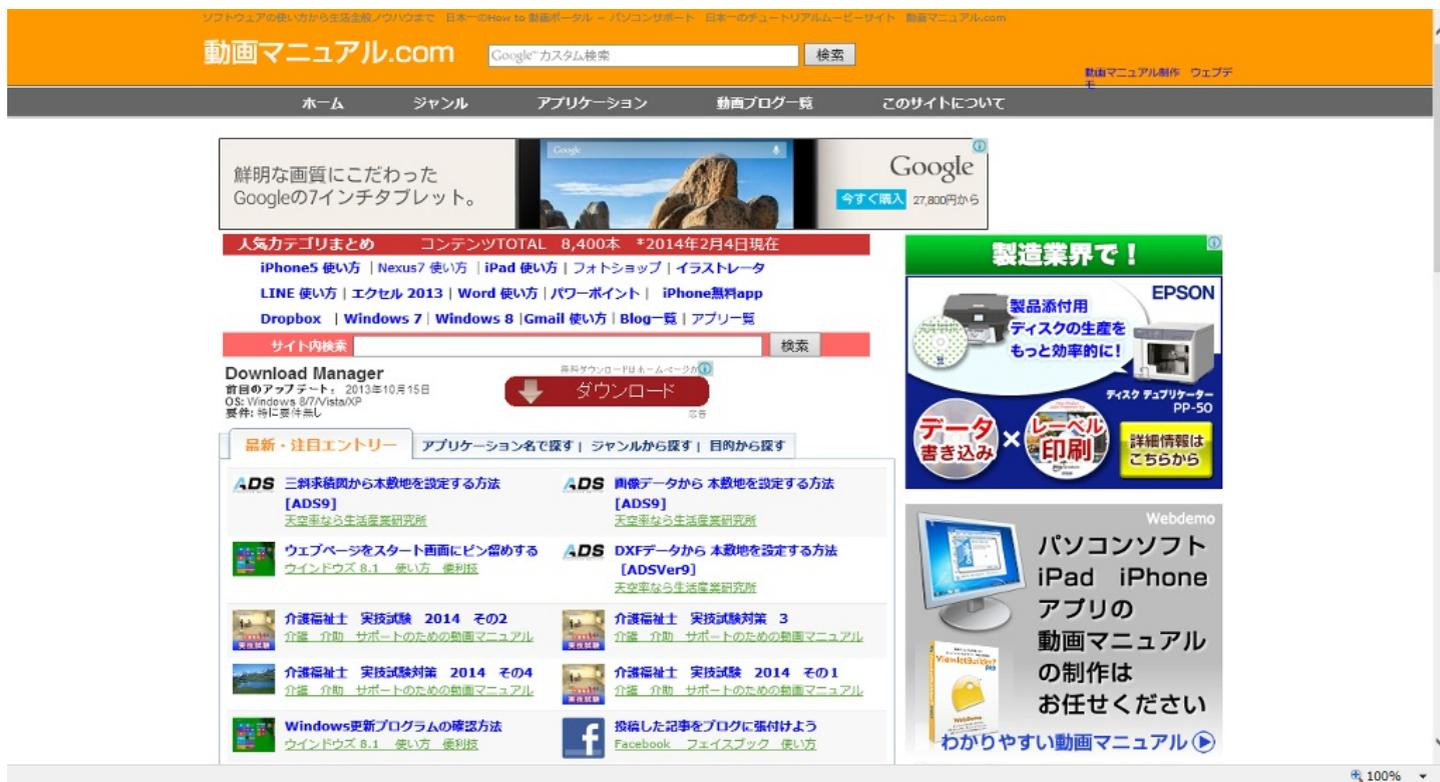 ソフトウェアの使い方から生活全般ノウハウまで 日本一のHow to 動画ポータル - パソコンサポート 日本一のチュートリアルムービーサイト 動画マニュアル.com
動画マニュアル.com
Google™ カスタム検索
検索
動画マニュアル制作 ウェブデ
モ
ホーム ジャンル アプリケーション 動画ブログ一覧 このサイトについて
鮮明な画質にこだわった
Googleの7インチタブレット。
Google
Google
今すぐ購入 27,800円から
人気カテゴリまとめ コンテンツTOTAL 8,400本 *2014年2月4日現在
iPhone5 使い方 | Nexus7 使い方 | iPad 使い方 | フォトショップ | イラストレータ
LINE 使い方 | エクセル 2013 | Word 使い方 | パワーポイント | iPhone無料app
Dropbox | Windows 7 | Windows 8 | Gmail 使い方 | Blog一覧 | アプリ一覧
サイト内検索
検索
Download Manager
前回のアップデート: 2013年10月15日
OS: Windows 8/7/Vista/XP
要件: 特に要件無し
無料ダウンロードはホームページか
ダウンロード
広告
最新・注目エントリー アプリケーション名で探す | ジャンルから探す | 目的から探す
ADS 三斜求積図から本敷地を設定する方法
[ADS9]
天空率なら生活産業研究所
ADS 画像データから 本敷地を設定する方法
[ADS9]
天空率なら生活産業研究所
ウェブページをスタート画面にピン留めする
ウインドウズ 8.1 使い方 便利技
ADS DXFデータから 本敷地を設定する方法
[ADSVer9]
天空率なら生活産業研究所
介護福祉士 実技試験 2014 その2
介護 介助 サポートのための動画マニュアル
実技試験
介護福祉士 実技試験対策 3
介護 介助 サポートのための動画マニュアル
実技試験
介護福祉士 実技試験対策 2014 その4
介護 介助 サポートのための動画マニュアル
介護福祉士 実技試験 2014 その1
介護 介助 サポートのための動画マニュアル
実技試験
Windows更新プログラムの確認方法
ウインドウズ 8.1 使い方 便利技
投稿した記事をブログに張付けよう
Facebook フェイスブック 使い方
製造業界で!
EPSON
製品添付用
ディスクの生産を
もっと効率的に!
ディスク デュプリケーター
PP-50
データ
書き込み
×
レーベル
印刷
詳細情報は
こちらから
Webdemo
パソコンソフト
iPad iPhone
アプリの
動画マニュアル
の制作は
お任せください
わかりやすい動画マニュアル
100%